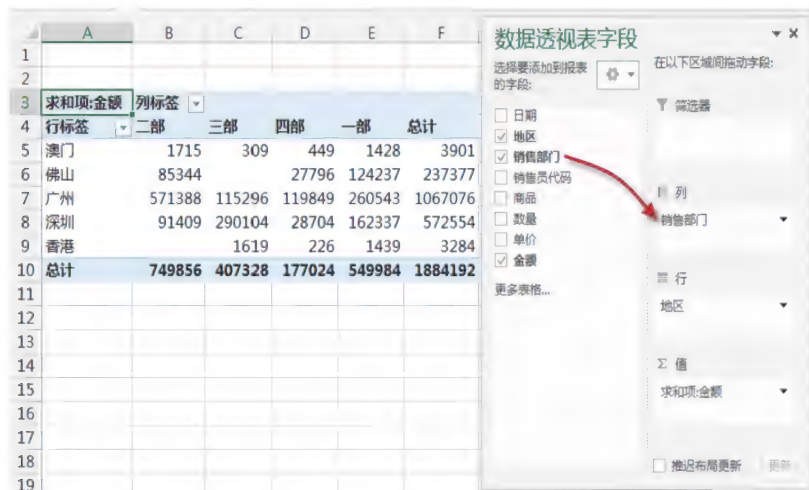 A B C D E F
1
2
3 求和项:金额 列标签
4 行标签 二部 三部 四部 一部 总计
5 澳门 1715 309 449 1428 3901
6 佛山 85344 27796 124237 237377
7 广州 571388 115296 119849 260543 1067076
8 深圳 91409 290104 28704 162337 572554
9 香港 1619 226 1439 3284
10 总计 749856 407328 177024 549984 1884192
11
12
13
14
15
16
17
18
19
数据透视表字段
选择要添加到报表
的字段:
日期
地区
销售部门
销售员代码
商品
数量
单价
金额
更多表格...
在以下区域间拖动字段:
筛选器
列
销售部门
行
地区
Σ 值
求和项:金额
推迟布局更新 更新